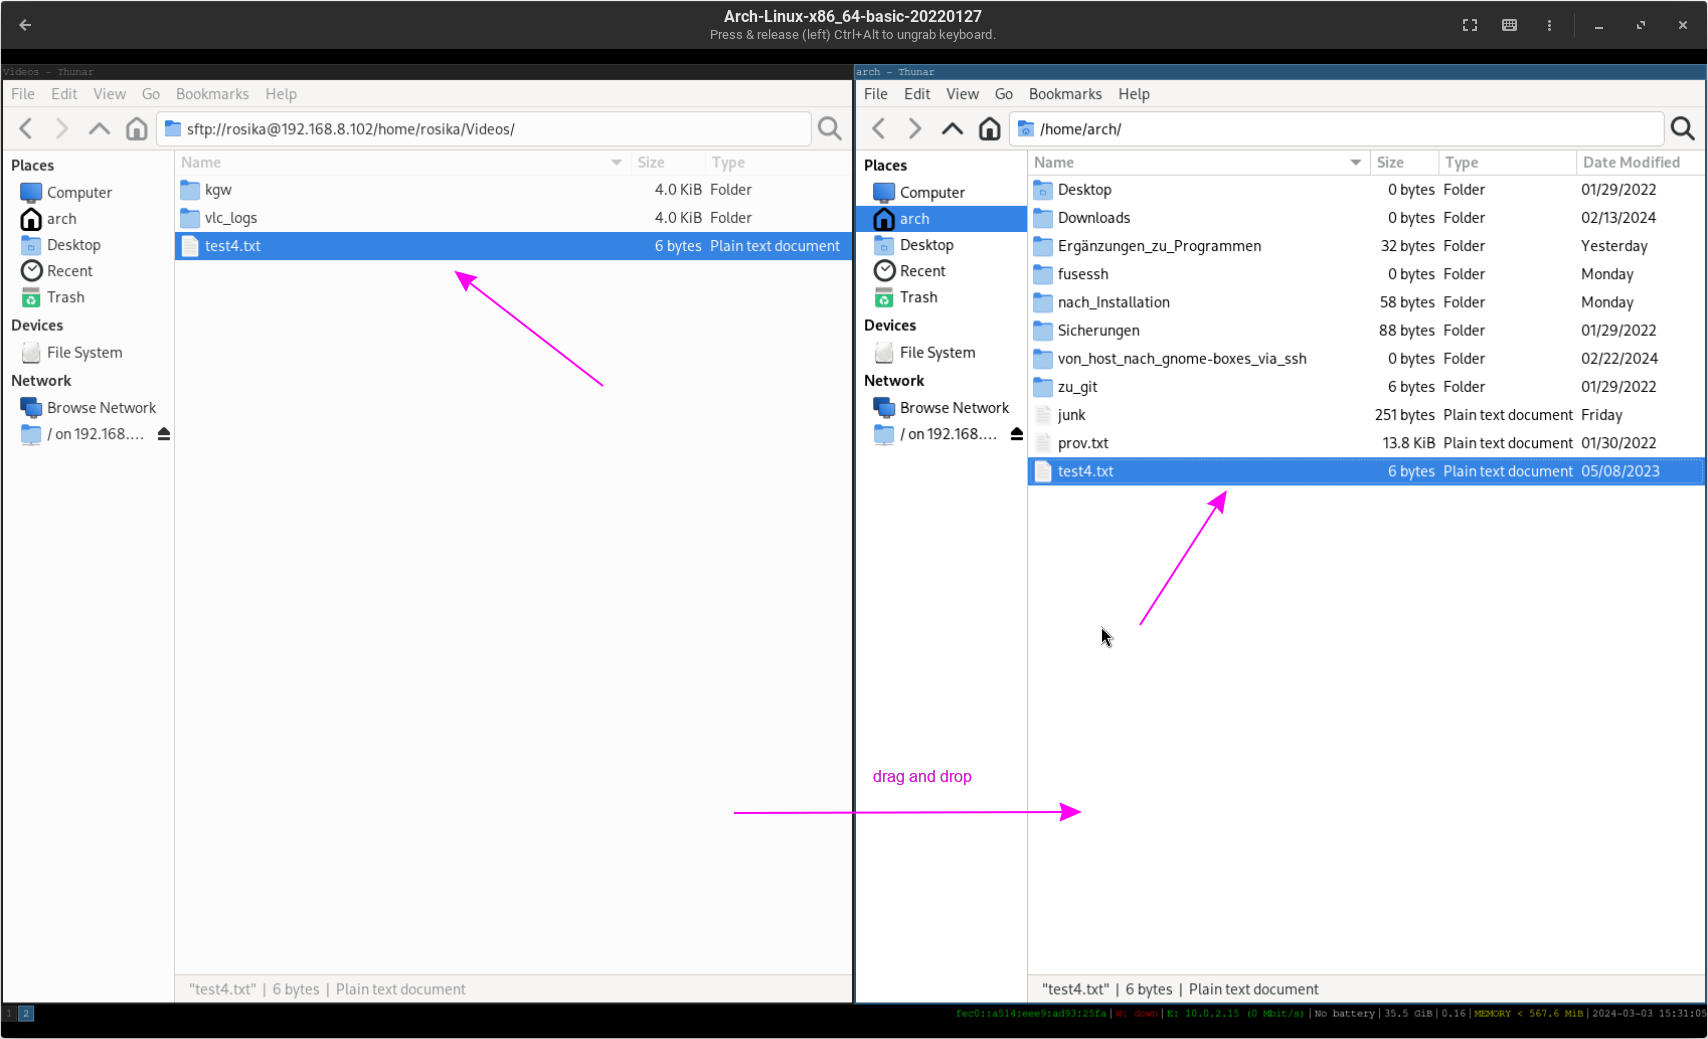 Arch-Linux-x86_64-basic-20220127
Press & release (left) Ctrl+Alt to ungrab keyboard.
Videos - Thunar
File Edit View Go Bookmarks Help
sftp://rosika@192.168.8.102/home/rosika/Videos/
Places
Computer
arch
Desktop
Recent
Trash
Devices
File System
Network
Browse Network
/ on 192.168.…
Name Size Type
kgw 4.0 KiB Folder
vlc_logs 4.0 KiB Folder
test4.txt 6 bytes Plain text document
"test4.txt" | 6 bytes | Plain text document
arch - Thunar
File Edit View Go Bookmarks Help
/home/arch/
Places
Computer
arch
Desktop
Recent
Trash
Devices
File System
Network
Browse Network
/ on 192.168.…
Name Size Type Date Modified
Desktop 0 bytes Folder 01/29/2022
Downloads 0 bytes Folder 02/13/2024
Ergänzungen_zu_Programmen 32 bytes Folder Yesterday
fusessh 0 bytes Folder Monday
nach_Installation 58 bytes Folder Monday
Sicherungen 88 bytes Folder 01/29/2022
von_host_nach_gnome-boxes_via_ssh 0 bytes Folder 02/22/2024
zu_git 6 bytes Folder 01/29/2022
junk 251 bytes Plain text document Friday
prov.txt 13.8 KiB Plain text document 01/30/2022
test4.txt 6 bytes Plain text document 05/08/2023
drag and drop
"test4.txt" | 6 bytes | Plain text document
1 2
fec0::a514:eee9:ad93:25fa|W: down|E: 10.0.2.15 (0 Mbit/s)|No battery|35.5 GiB|0.16|MEMORY < 567.6 MiB|2024-03-03 15:31:05